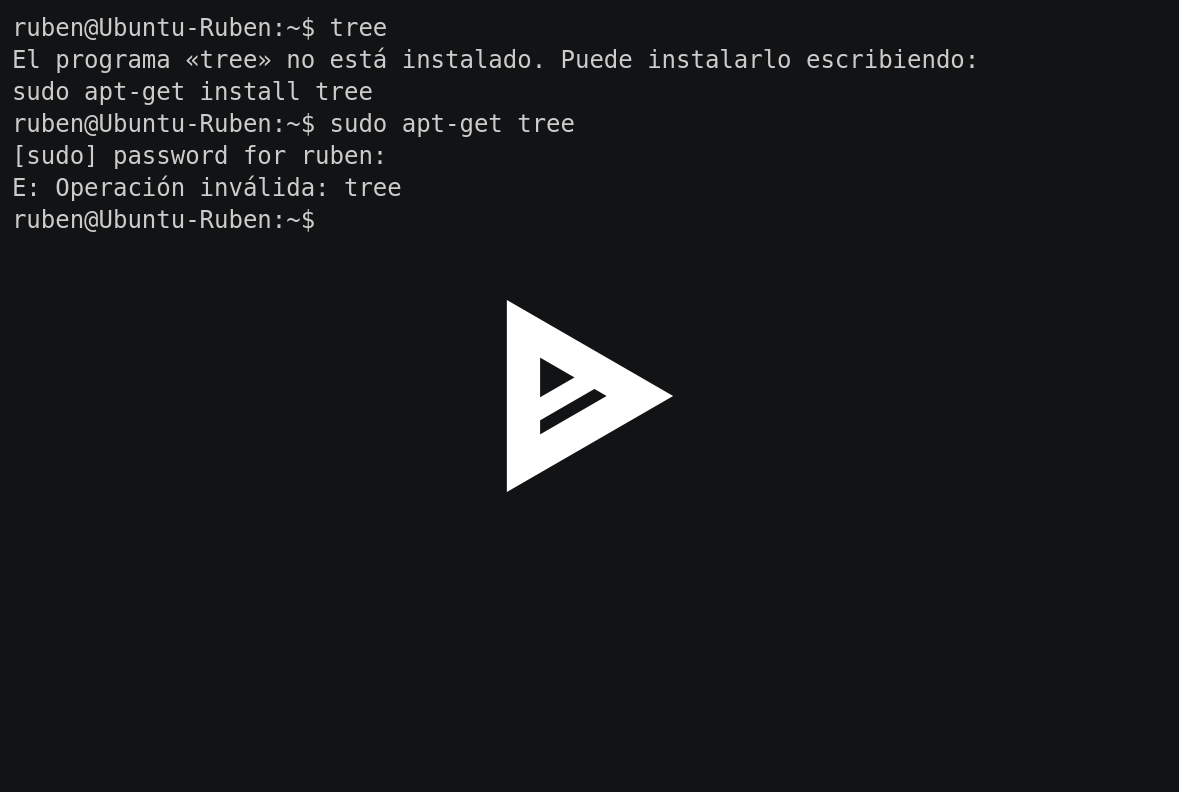 ruben@Ubuntu-Ruben:~$ tree
El programa «tree» no está instalado. Puede instalarlo escribiendo:
sudo apt-get install tree
ruben@Ubuntu-Ruben:~$ sudo apt-get tree
[sudo] password for ruben:
E: Operación inválida: tree
ruben@Ubuntu-Ruben:~$